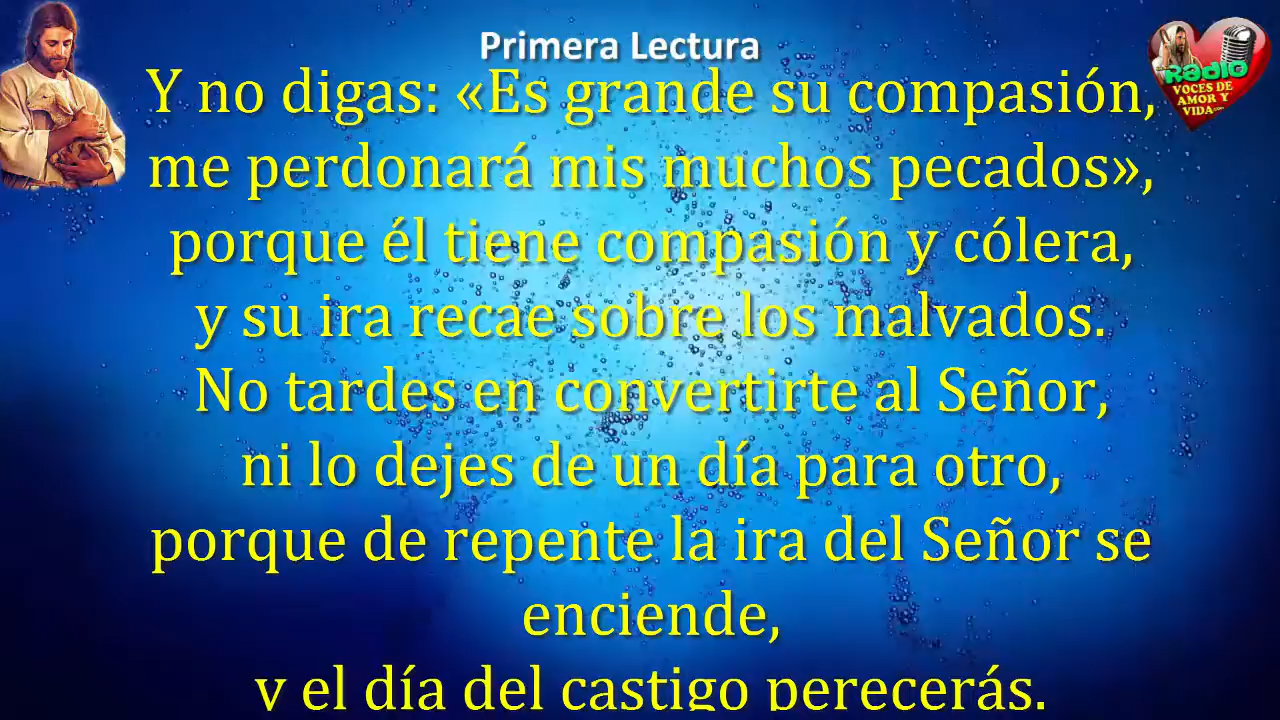 Primera Lectura
Y no digas: «Es grande su compasión,
me perdonará mis muchos pecados»,
porque él tiene compasión y cólera,
y su ira recae sobre los malvados.
No tardes en convertirte al Señor,
ni lo dejes de un día para otro,
porque de repente la ira del Señor se
enciende,
y el día del castigo perecerás.
Radio
VOCES DE
AMOR Y
VIDA